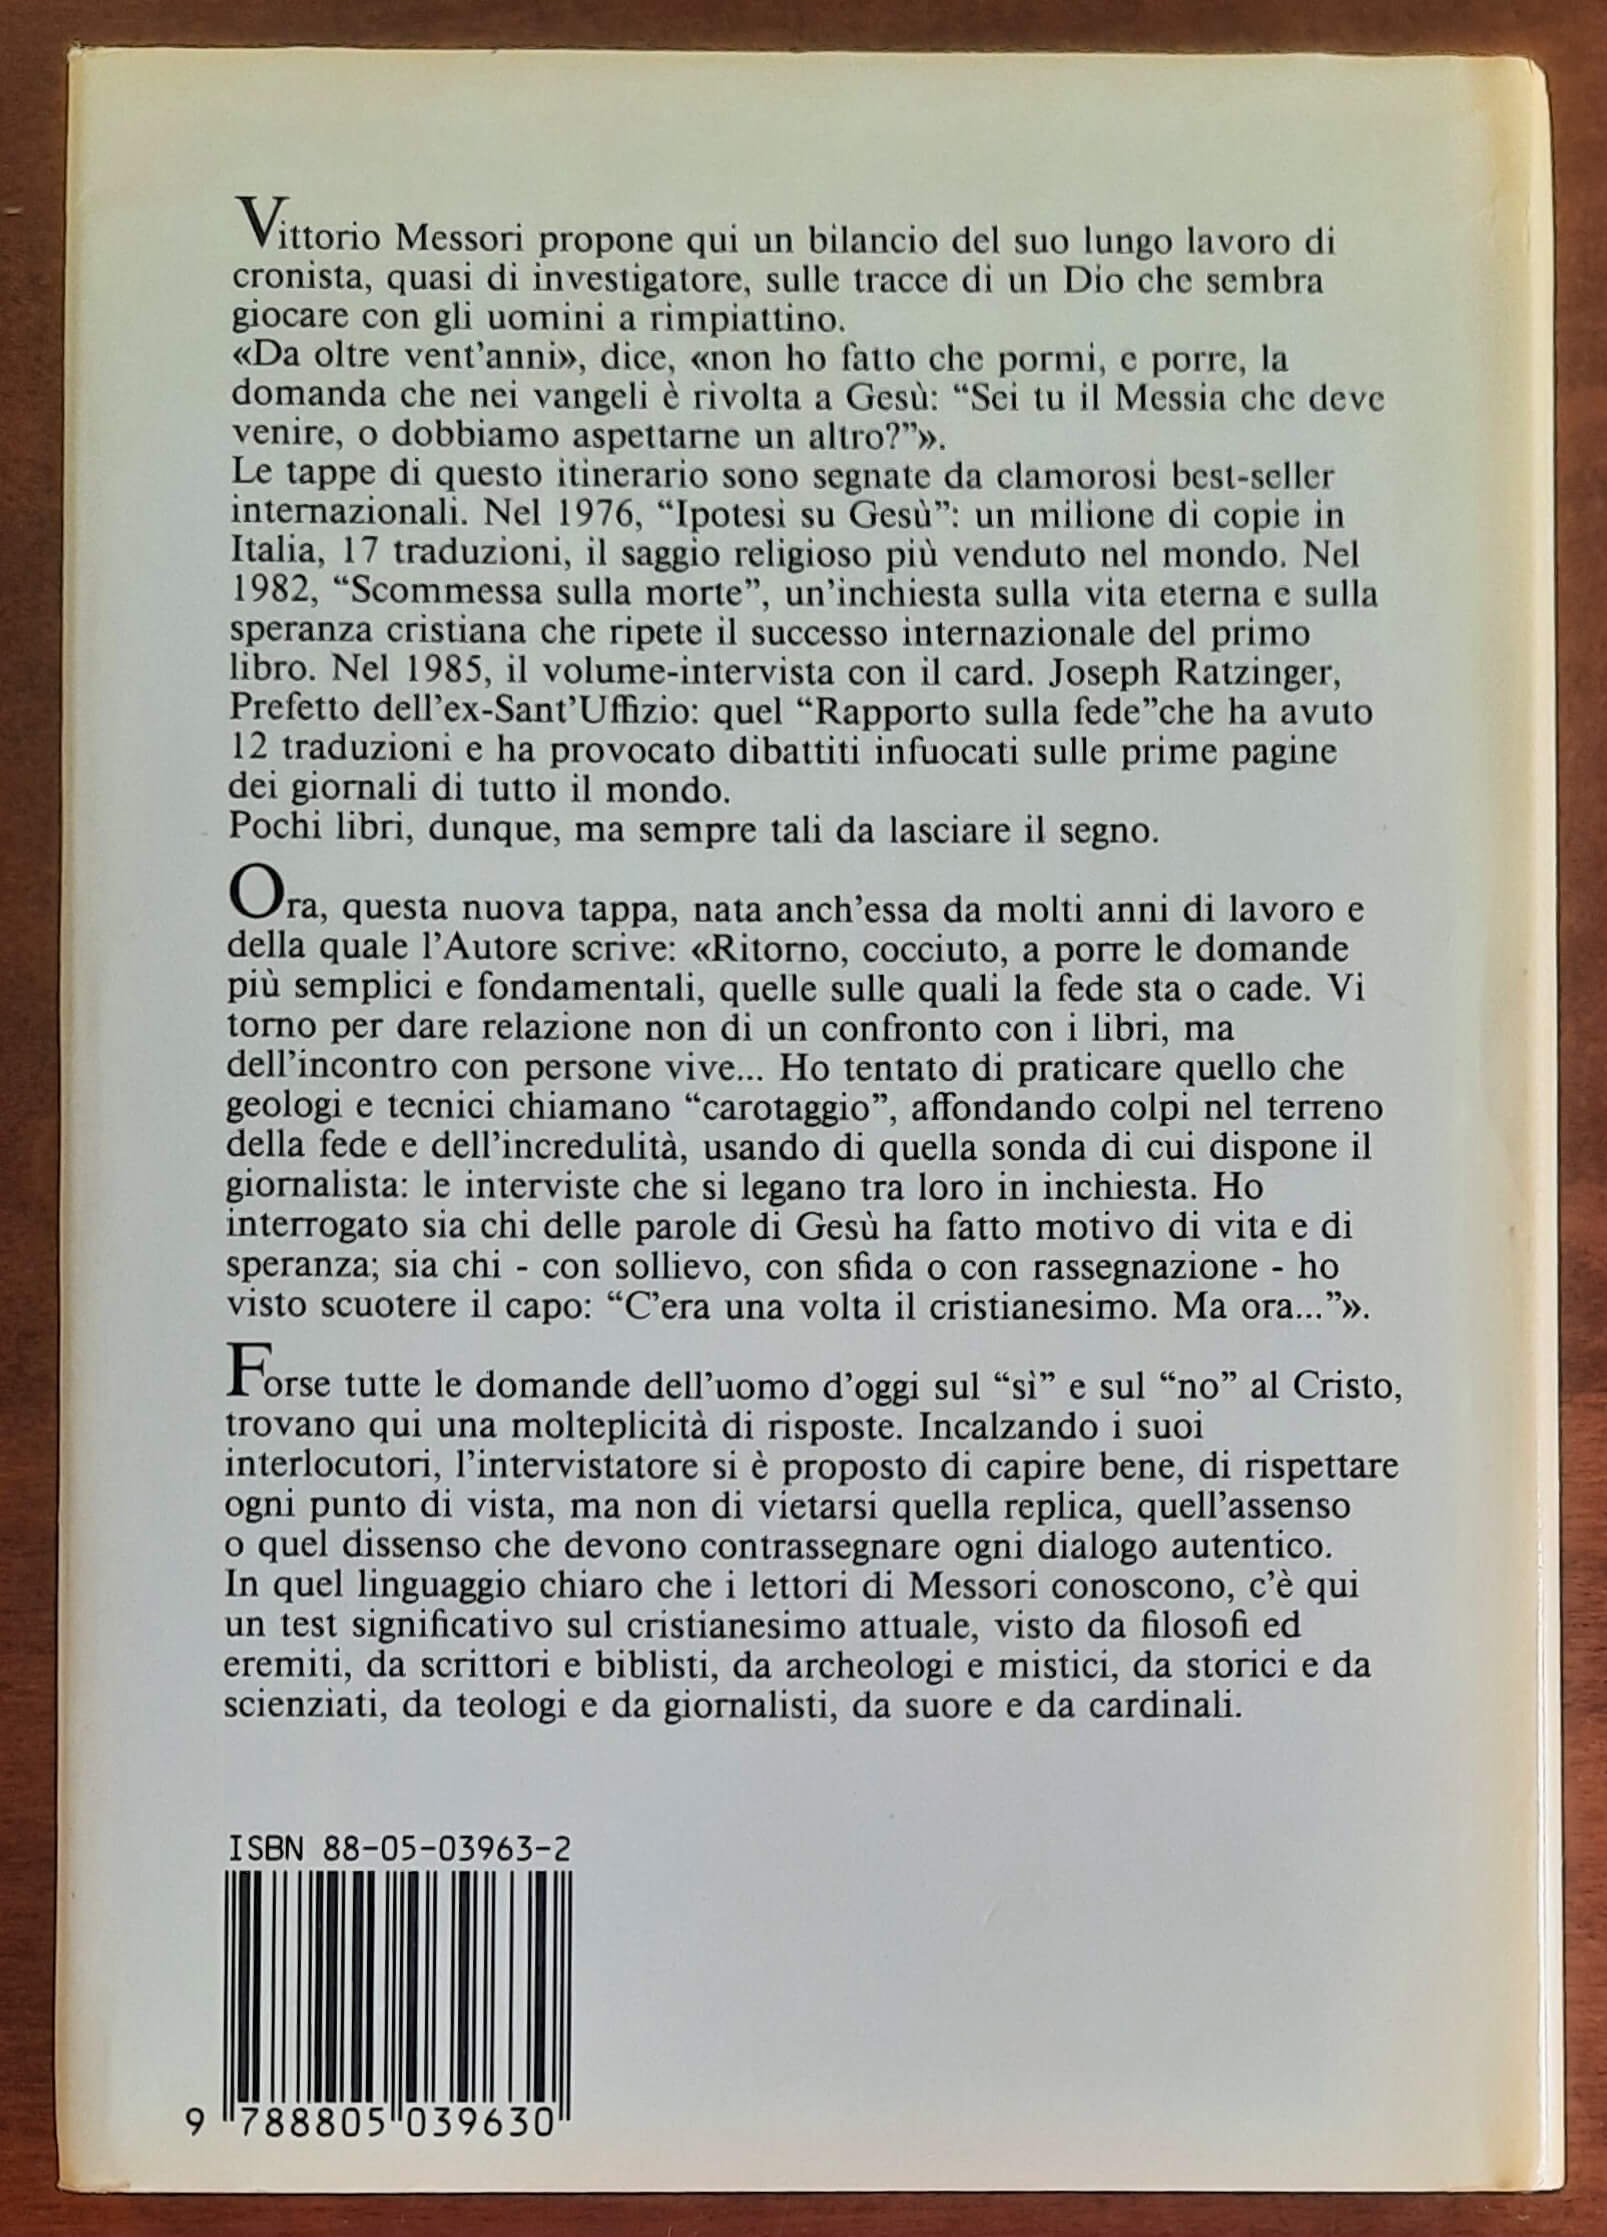 Vittorio Messori propone qui un bilancio del suo lungo lavoro di
cronista, quasi di investigatore, sulle tracce di un Dio che sembra
giocare con gli uomini a rimpiattino.
«Da oltre vent'anni», dice, «non ho fatto che pormi, e porre, la
domanda che nei vangeli è rivolta a Gesù: “Sei tu il Messia che deve
venire, o dobbiamo aspettarne un altro?”».
Le tappe di questo itinerario sono segnate da clamorosi best-seller
internazionali. Nel 1976, “Ipotesi su Gesù”: un milione di copie in
Italia, 17 traduzioni, il saggio religioso più venduto nel mondo. Nel
1982, “Scommessa sulla morte”, un'inchiesta sulla vita eterna e sulla
speranza cristiana che ripete il successo internazionale del primo
libro. Nel 1985, il volume-intervista con il card. Joseph Ratzinger,
Prefetto dell'ex-Sant'Uffizio: quel “Rapporto sulla fede”che ha avuto
12 traduzioni e ha provocato dibattiti infuocati sulle prime pagine
dei giornali di tutto il mondo.
Pochi libri, dunque, ma sempre tali da lasciare il segno.
Ora, questa nuova tappa, nata anch'essa da molti anni di lavoro e
della quale l'Autore scrive: «Ritorno, cocciuto, a porre le domande
più semplici e fondamentali, quelle sulle quali la fede sta o cade. Vi
torno per dare relazione non di un confronto con i libri, ma
dell'incontro con persone vive... Ho tentato di praticare quello che
geologi e tecnici chiamano “carotaggio”, affondando colpi nel terreno
della fede e dell'incredulità, usando di quella sonda di cui dispone il
giornalista: le interviste che si legano tra loro in inchiesta. Ho
interrogato sia chi delle parole di Gesù ha fatto motivo di vita e di
speranza; sia chi - con sollievo, con sfida o con rassegnazione - ho
visto scuotere il capo: “C'era una volta il cristianesimo. Ma ora...”».
Forse tutte le domande dell'uomo d'oggi sul “sì” e sul “no” al Cristo,
trovano qui una molteplicità di risposte. Incalzando i suoi
interlocutori, l'intervistatore si è proposto di capire bene, di rispettare
ogni punto di vista, ma non di vietarsi quella replica, quell'assenso
o quel dissenso che devono contrassegnare ogni dialogo autentico.
In quel linguaggio chiaro che i lettori di Messori conoscono, c'è qui
un test significativo sul cristianesimo attuale, visto da filosofi ed
eremiti, da scrittori e biblisti, da archeologi e mistici, da storici e da
scienziati, da teologi e da giornalisti, da suore e da cardinali.
ISBN 88-05-03963-2
9 788805 039630